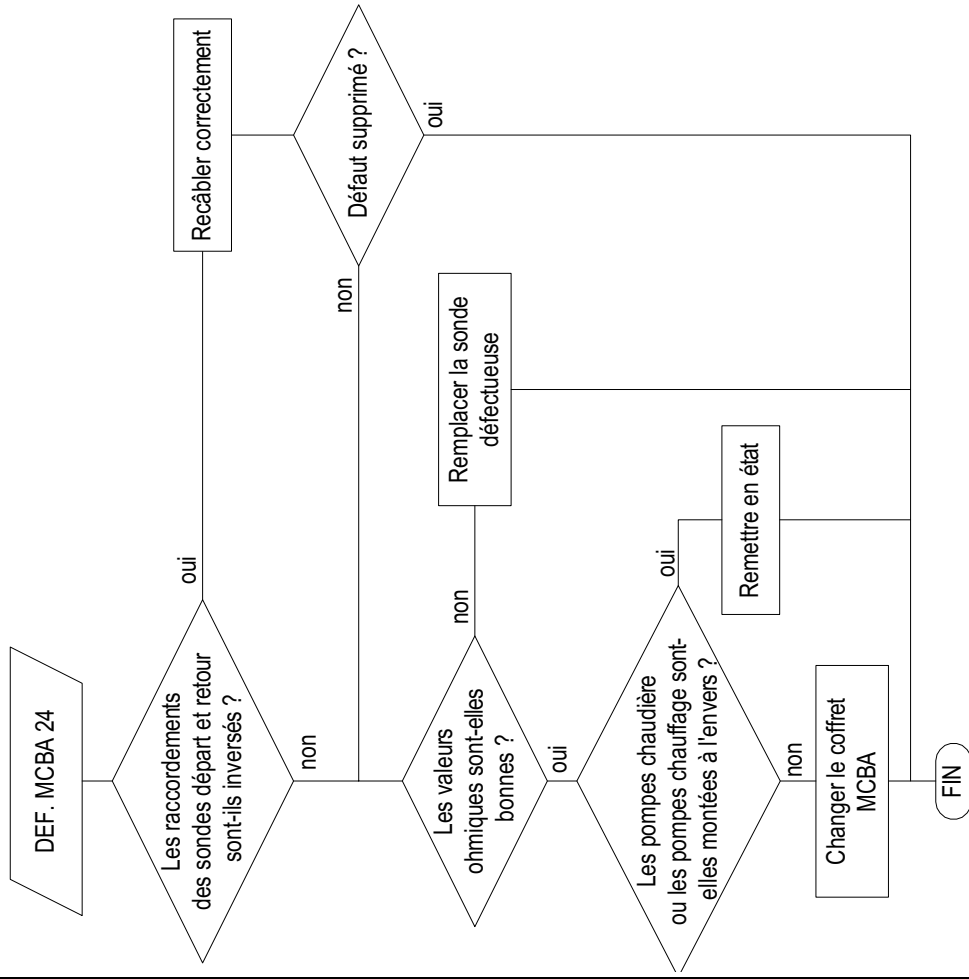 DEF. MCBA 24
Les raccordements
des sondes départ et retour
sont-ils inversés ?
oui
Recâbler correctement
non
Défaut supprimé ?
non
oui
Les valeurs
ohmiques sont-elles
bonnes ?
non
Remplacer la sonde
défectueuse
oui
Les pompes chaudière
ou les pompes chauffage sont-
elles montées à l'envers ?
oui
Remettre en état
non
Changer le coffret
MCBA
FIN